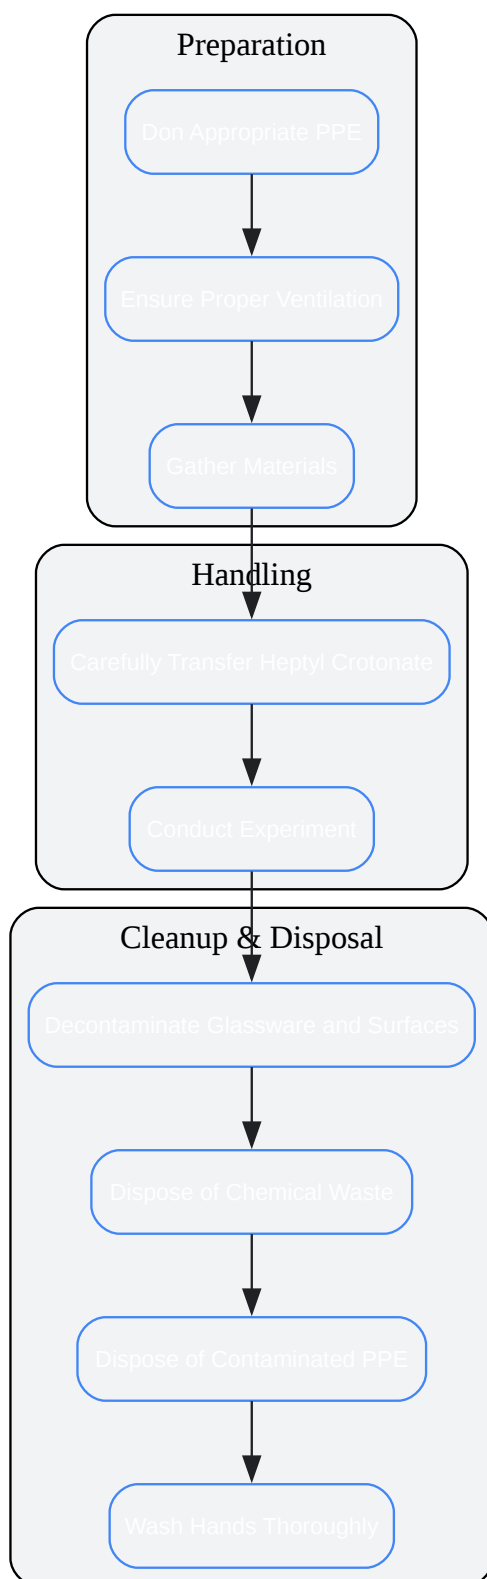 Preparation
Don Appropriate PPE
Ensure Proper Ventilation
Gather Materials
Handling
Carefully Transfer Heptyl Crotonate
Conduct Experiment
Cleanup & Disposal
Decontaminate Glassware and Surfaces
Dispose of Chemical Waste
Dispose of Contaminated PPE
Wash Hands Thoroughly